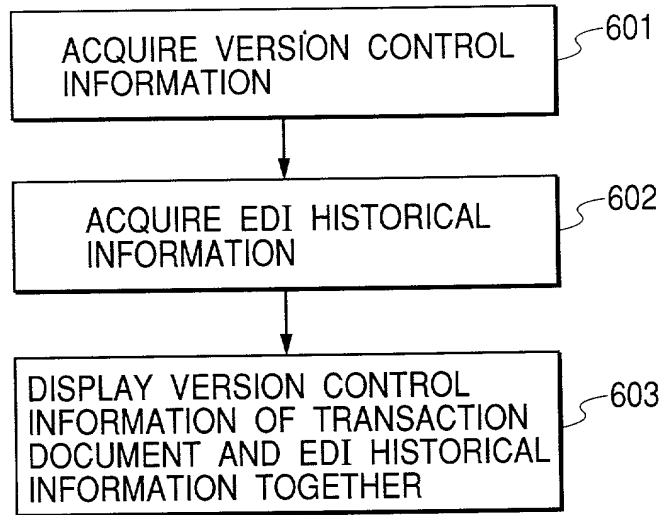 ACQUIRE VERSION CONTROL
INFORMATION
601
ACQUIRE EDI HISTORICAL
INFORMATION
602
DISPLAY VERSION CONTROL
INFORMATION OF TRANSACTION
DOCUMENT AND EDI HISTORICAL
INFORMATION TOGETHER
603